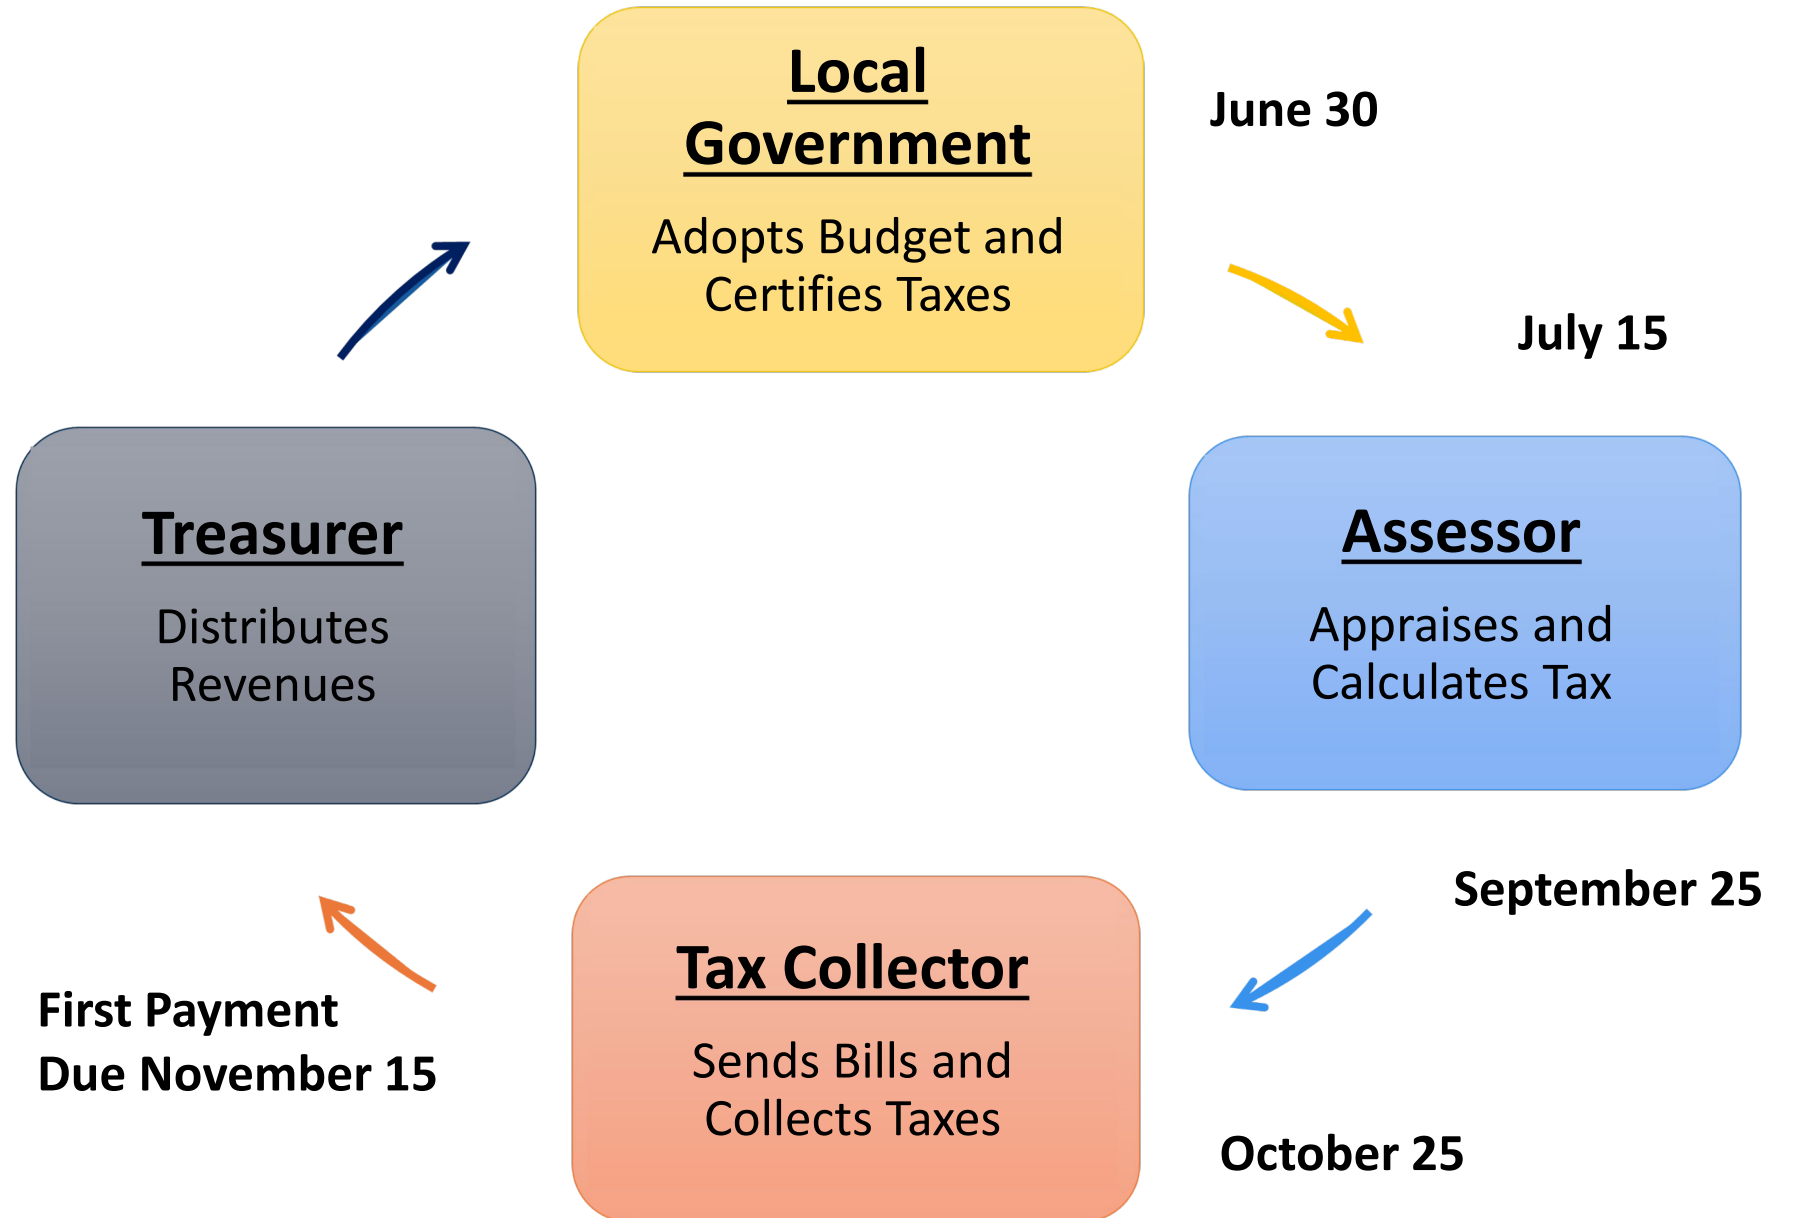 Local
Government
Adopts Budget and
Certifies Taxes
June 30
July 15
Assessor
Appraises and
Calculates Tax
September 25
Tax Collector
Sends Bills and
Collects Taxes
October 25
First Payment
Due November 15
Treasurer
Distributes
Revenues